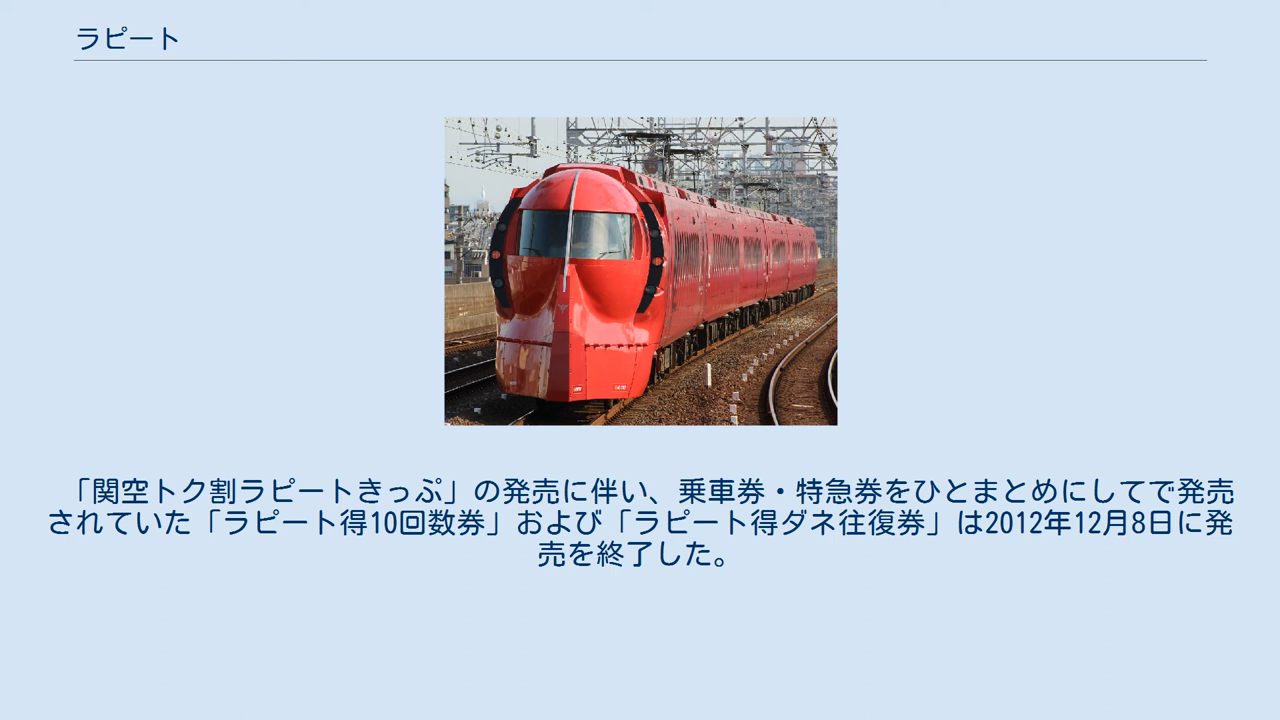 ラピート
「関空トク割ラピートきっぷ」の発売に伴い、乗車券・特急券をひとまとめにしてで発売
されていた「ラピート得10回数券」および「ラピート得ダネ往復券」は2012年12月8日に発
売を終了した。